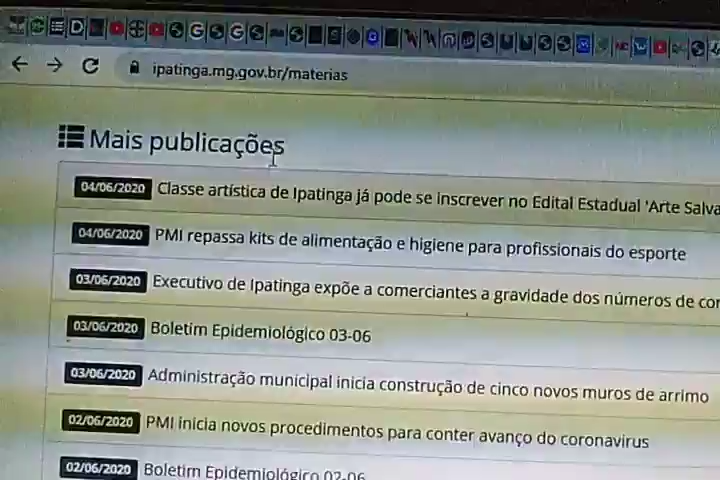 ipatinga.mg.gov.br/materias
Mais publicações
04/06/2020 Classe artística de Ipatinga já pode se inscrever no Edital Estadual 'Arte Salva
04/06/2020 PMI repassa kits de alimentação e higiene para profissionais do esporte
03/06/2020 Executivo de Ipatinga expõe a comerciantes a gravidade dos números de cor
03/06/2020 Boletim Epidemiológico 03-06
03/06/2020 Administração municipal inicia construção de cinco novos muros de arrimo
02/06/2020 PMI inicia novos procedimentos para conter avanço do coronavirus
02/06/2020 Boletim Epidemiológico 02-06